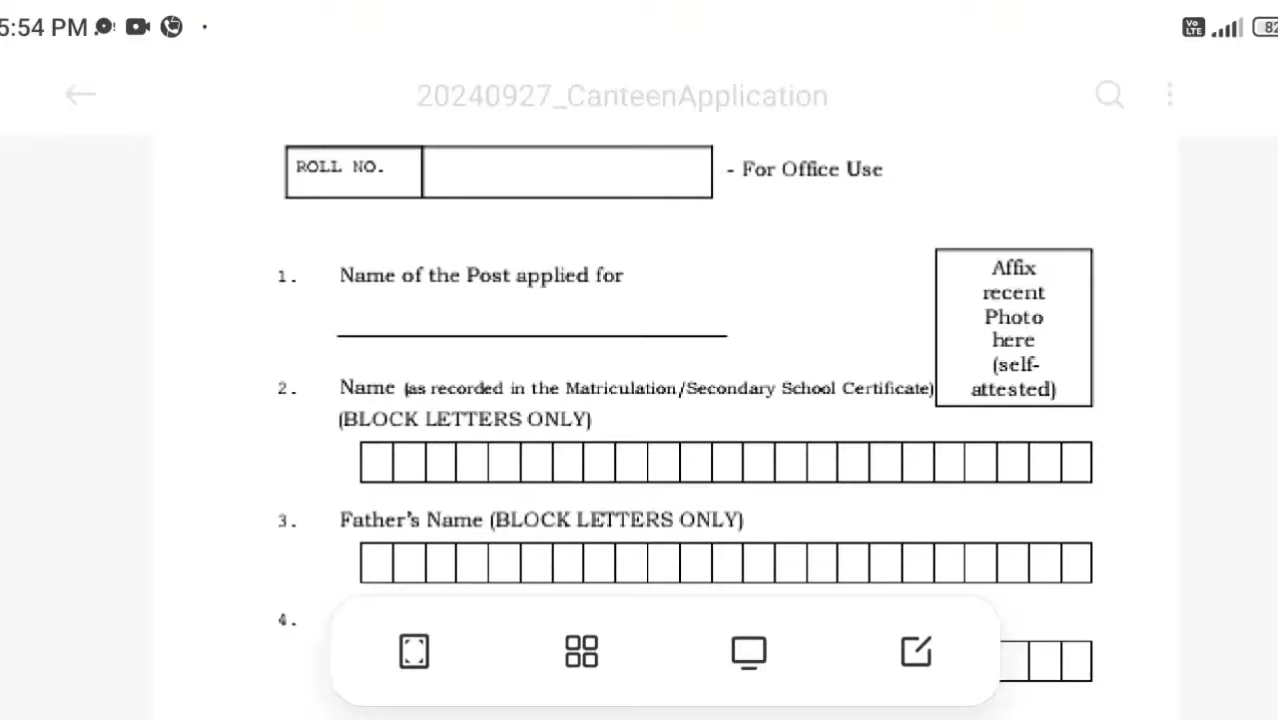 5:54 PM
82
20240927_CanteenApplication
ROLL NO.
- For Office Use
1. Name of the Post applied for
Affix
recent
Photo
here
(self-
attested)
2. Name (as recorded in the Matriculation/Secondary School Certificate)
(BLOCK LETTERS ONLY)
3. Father's Name (BLOCK LETTERS ONLY)
4.